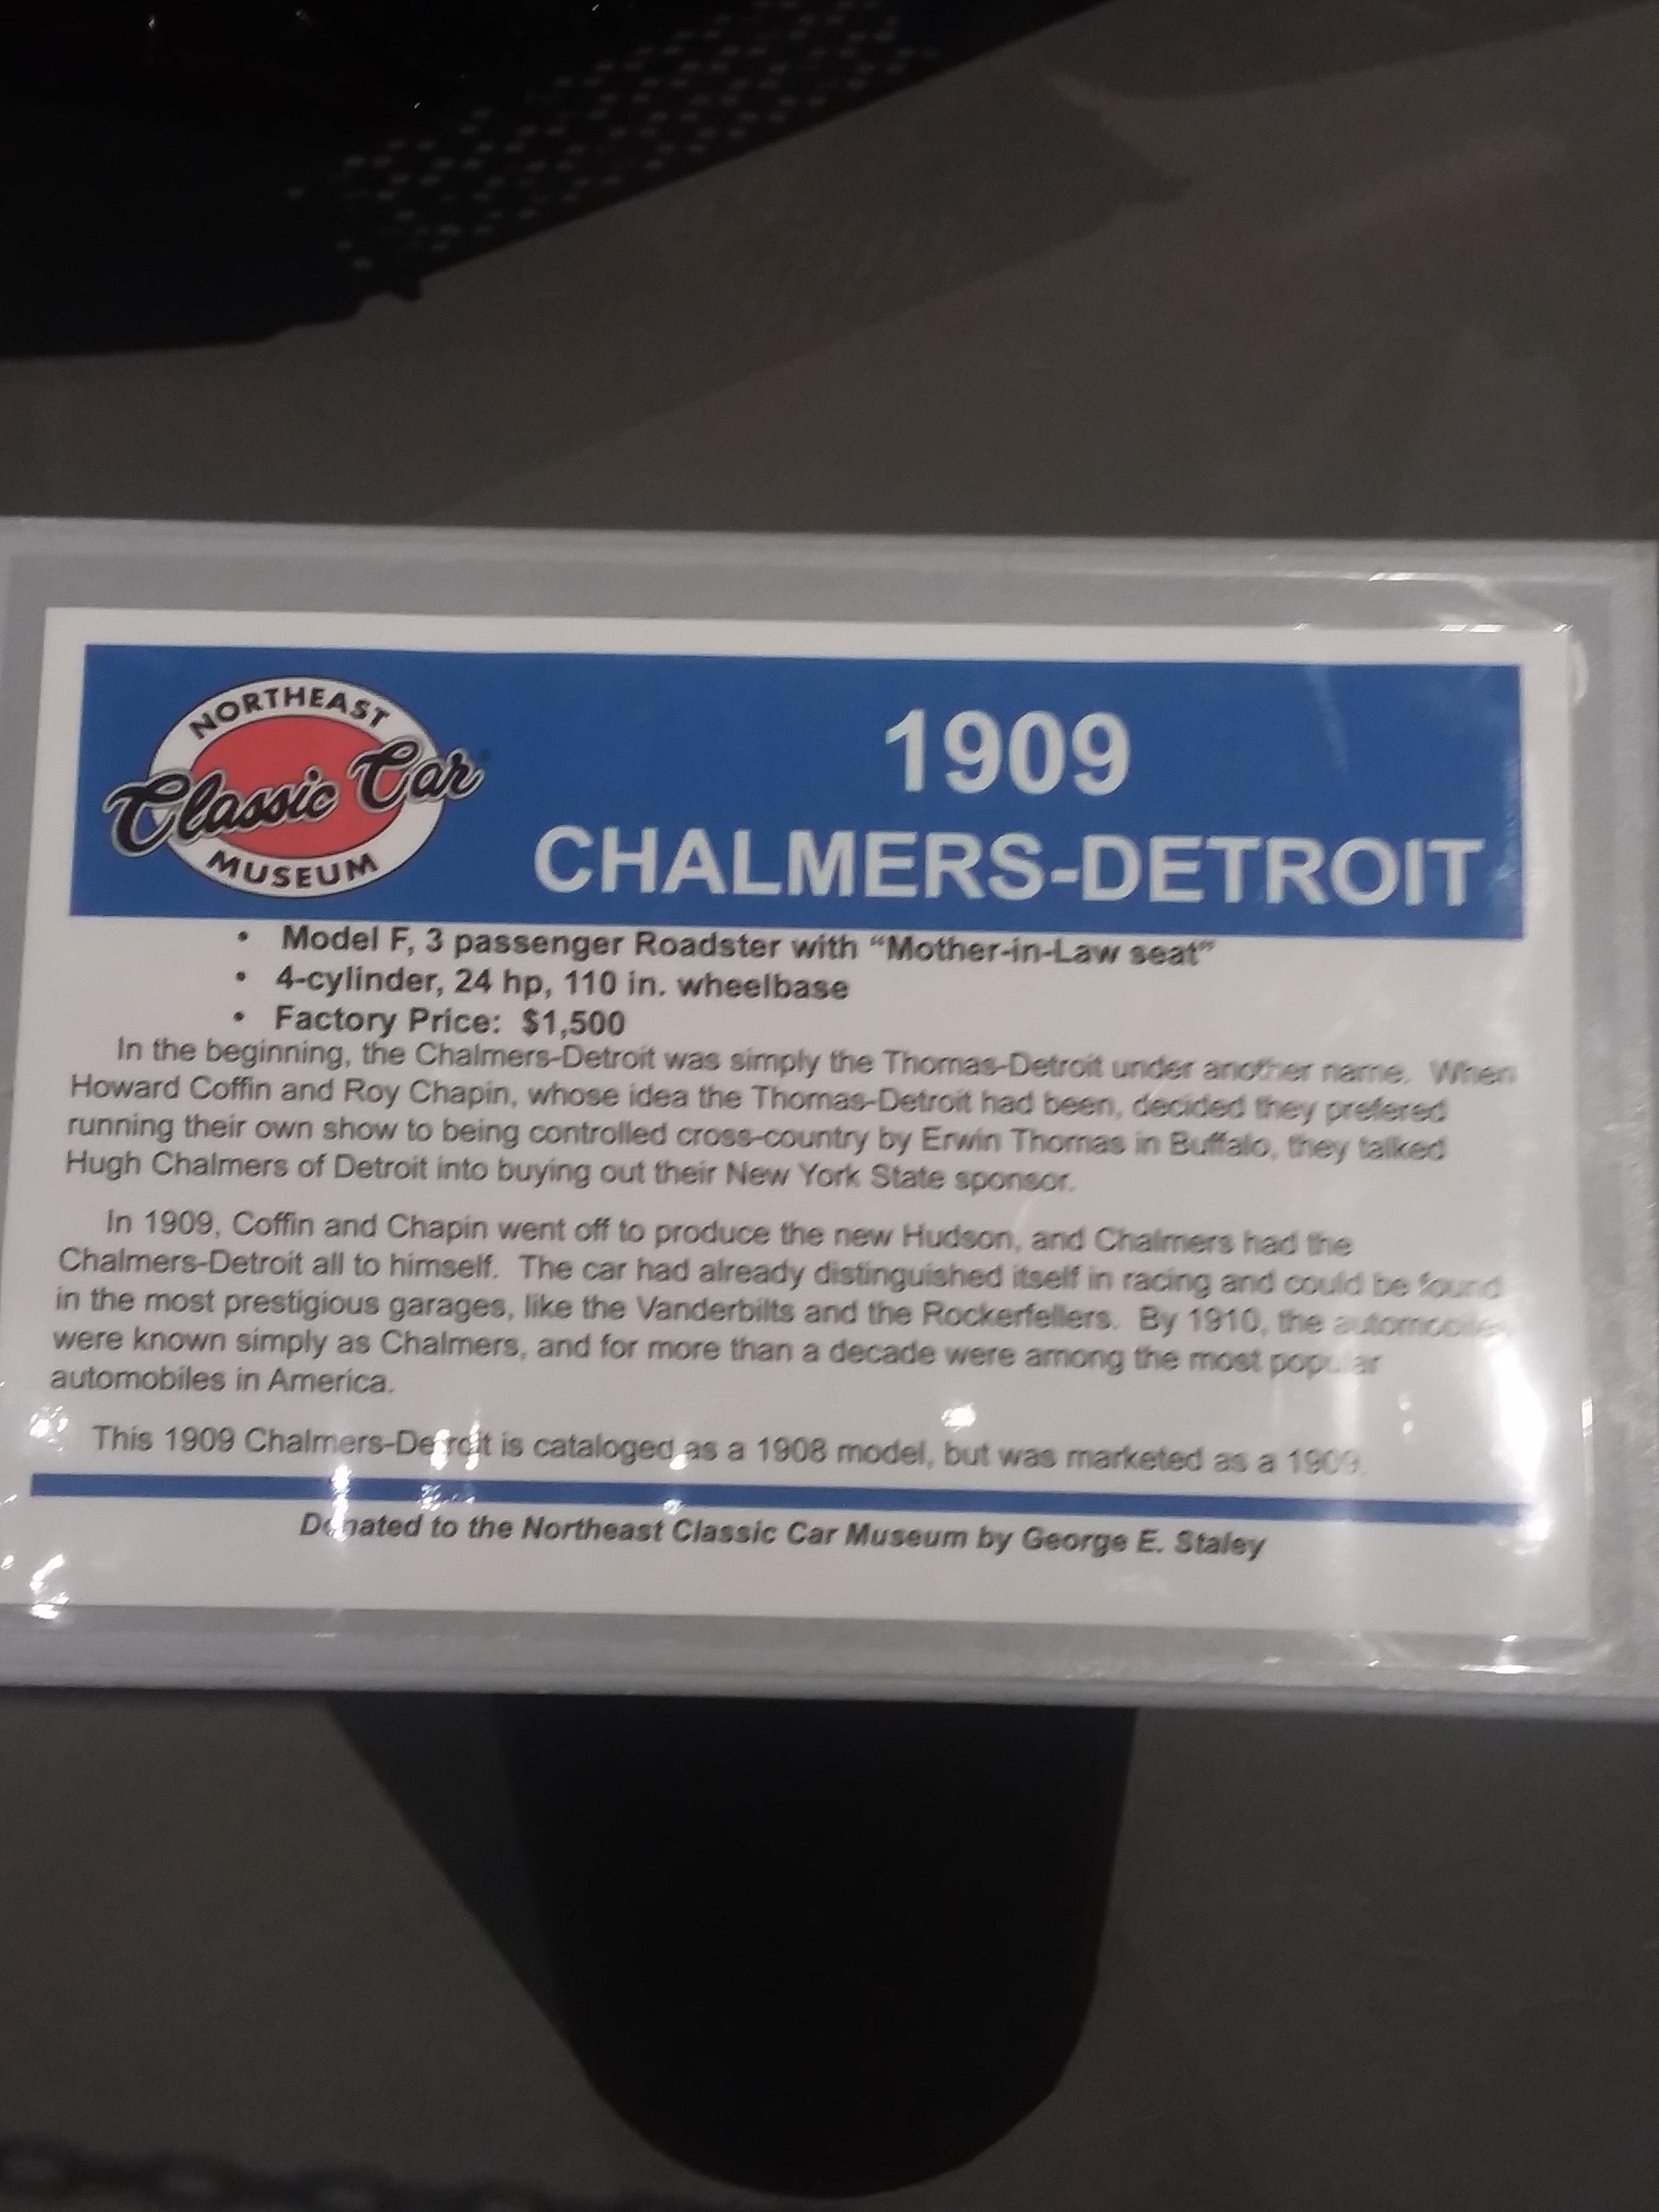 NORTHEAST
Classic Car
MUSEUM
1909
CHALMERS-DETROIT
• Model F, 3 passenger Roadster with “Mother-in-Law seat”
• 4-cylinder, 24 hp, 110 in. wheelbase
• Factory Price: $1,500
In the beginning, the Chalmers-Detroit was simply the Thomas-Detroit under another name. When
Howard Coffin and Roy Chapin, whose idea the Thomas-Detroit had been, decided they prefered
running their own show to being controlled cross-country by Erwin Thomas in Buffalo, they talked
Hugh Chalmers of Detroit into buying out their New York State sponsor.
In 1909, Coffin and Chapin went off to produce the new Hudson, and Chalmers had the
Chalmers-Detroit all to himself. The car had already distinguished itself in racing and could be found
in the most prestigious garages, like the Vanderbilts and the Rockerfellers. By 1910, the automobiles
were known simply as Chalmers, and for more than a decade were among the most popular
automobiles in America.
This 1909 Chalmers-Detroit is cataloged as a 1908 model, but was marketed as a 1909.
Donated to the Northeast Classic Car Museum by George E. Staley